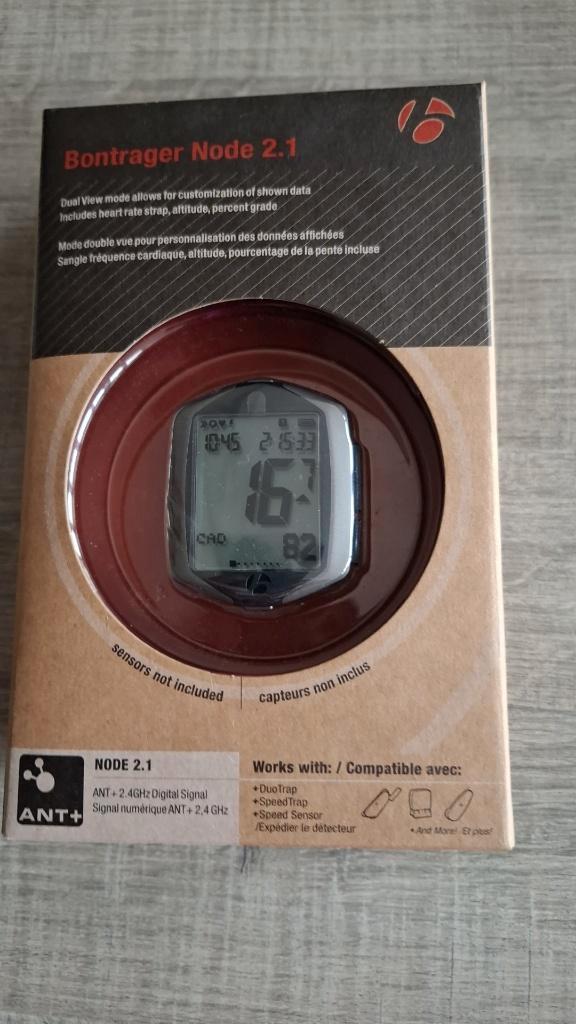 Bontrager Node 2.1
Dual View mode allows for customization of shown data
Includes heart rate strap, altitude, percent grade
Mode double vue pour personnalisation des données affichées
Sangle fréquence cardiaque, altitude, pourcentage de la pente incluse
10:45 2:15:33
16.7
CAD 82
sensors not included | capteurs non inclus
NODE 2.1
ANT+ 2.4GHz Digital Signal
Signal numérique ANT+ 2,4 GHz
ANT+
Works with: / Compatible avec:
+DuoTrap
+SpeedTrap
+Speed Sensor
/Expédier le détecteur
+And More! Et plus!